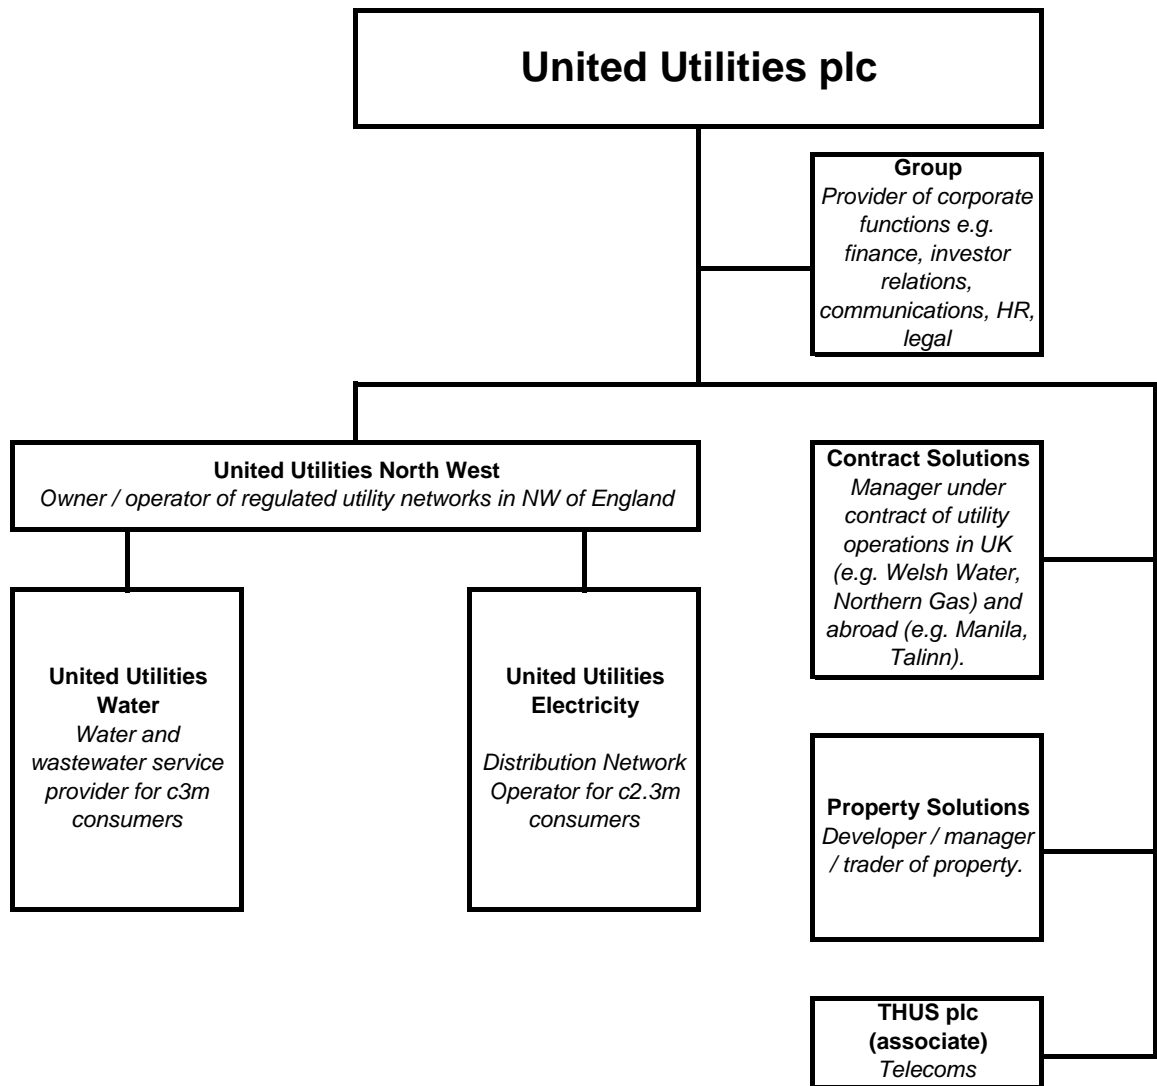 United Utilities plc
Group
Provider of corporate
functions e.g.
finance, investor
relations,
communications, HR,
legal
United Utilities North West
Owner / operator of regulated utility networks in NW of England
United Utilities
Water
Water and
wastewater service
provider for c3m
consumers
United Utilities
Electricity
Distribution Network
Operator for c2.3m
consumers
Contract Solutions
Manager under
contract of utility
operations in UK
(e.g. Welsh Water,
Northern Gas) and
abroad (e.g. Manila,
Talinn).
Property Solutions
Developer / manager
/ trader of property.
THUS plc
(associate)
Telecoms